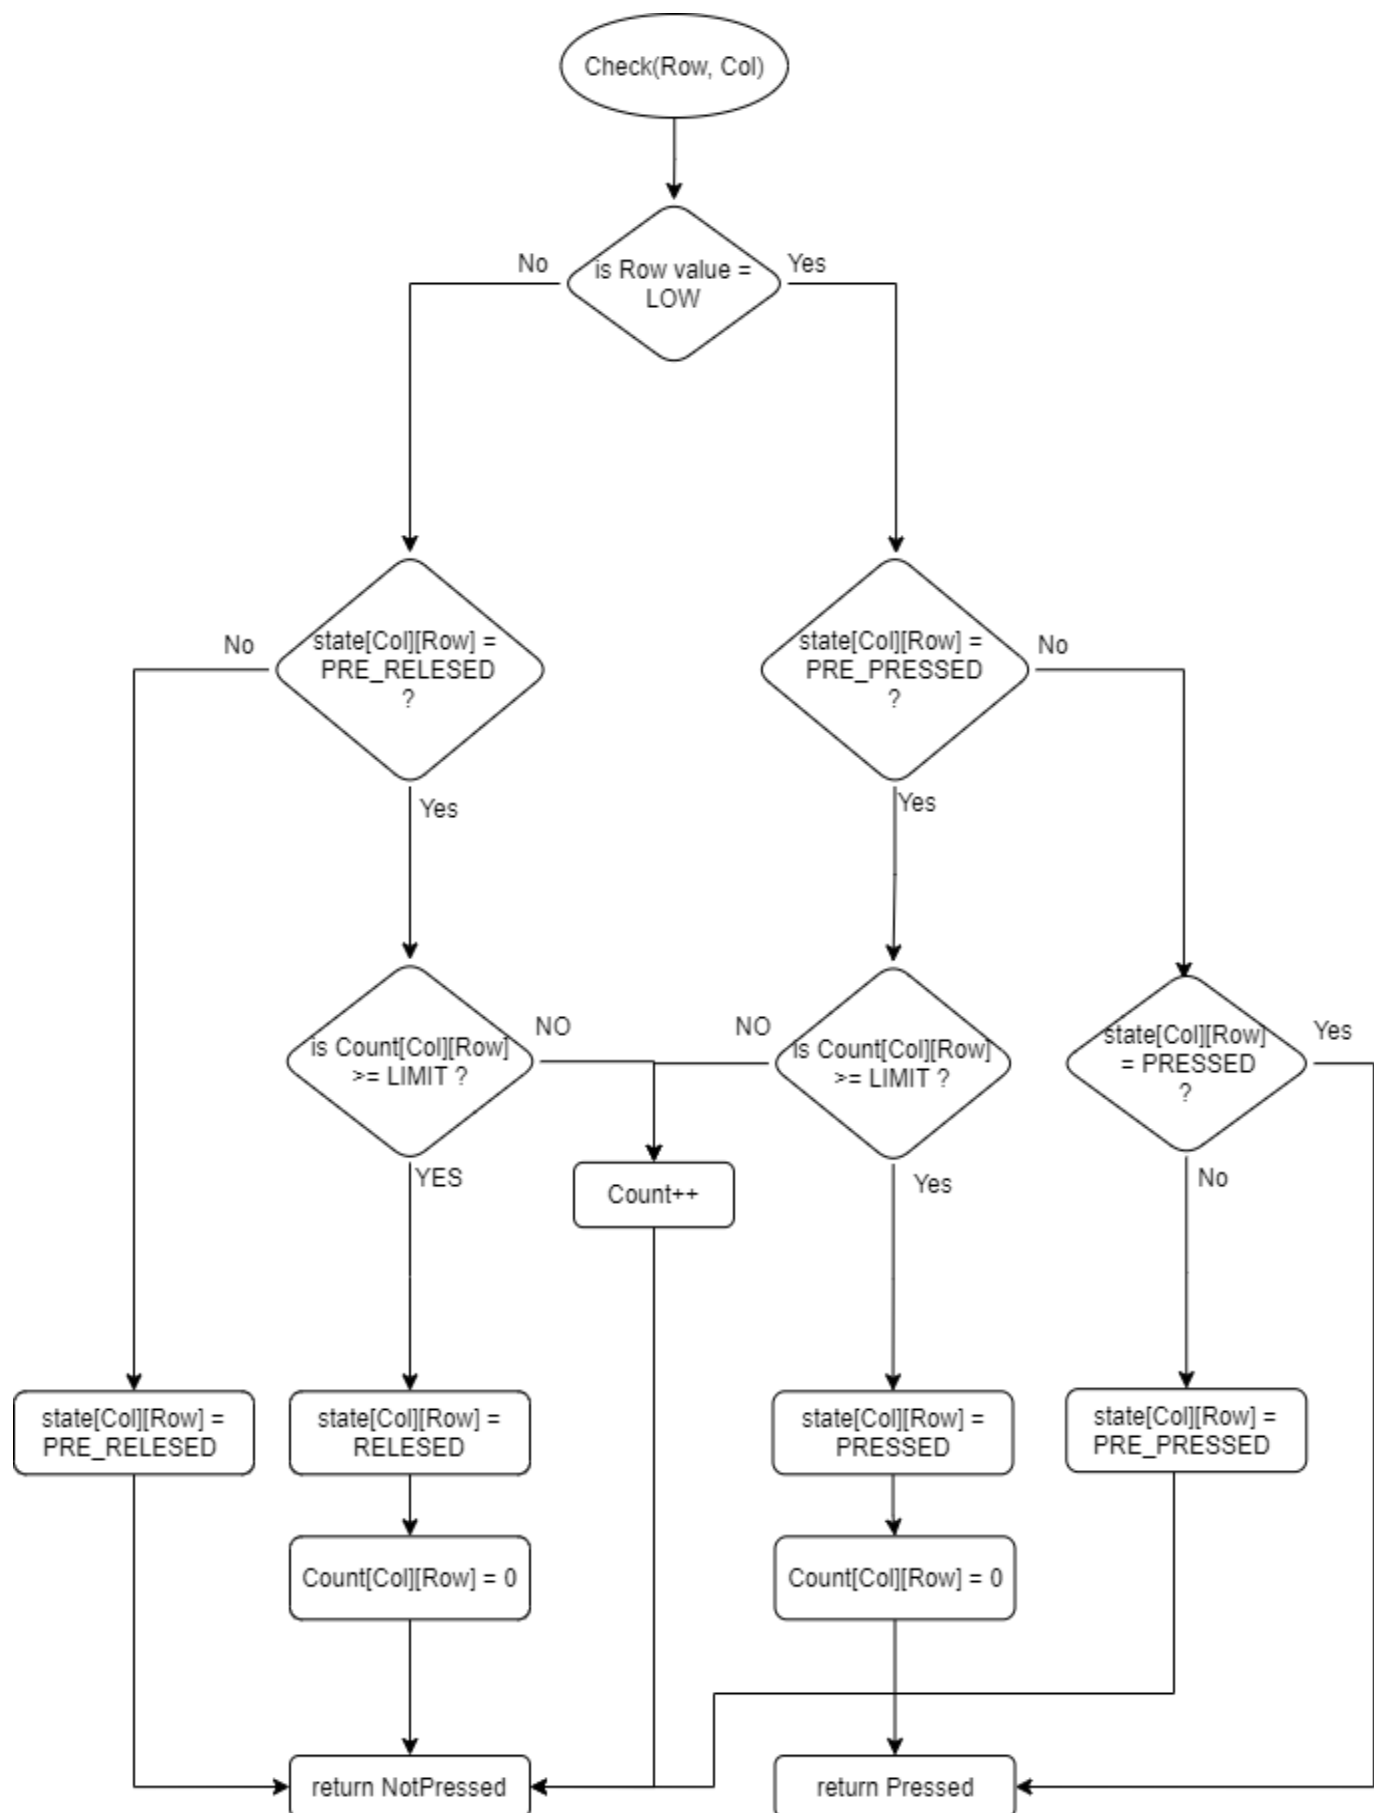 Check(Row, Col)
No
Yes
is Row value =
LOW
No
state[Col][Row] =
PRE_RELESED
?
state[Col][Row] =
PRE_PRESSED
?
No
Yes
Yes
NO
NO
is Count[Col][Row]
>= LIMIT ?
is Count[Col][Row]
>= LIMIT ?
state[Col][Row]
= PRESSED
?
Yes
YES
Count++
Yes
No
state[Col][Row] =
PRE_RELESED
state[Col][Row] =
RELESED
state[Col][Row] =
PRESSED
state[Col][Row] =
PRE_PRESSED
Count[Col][Row] = 0
Count[Col][Row] = 0
return NotPressed
return Pressed